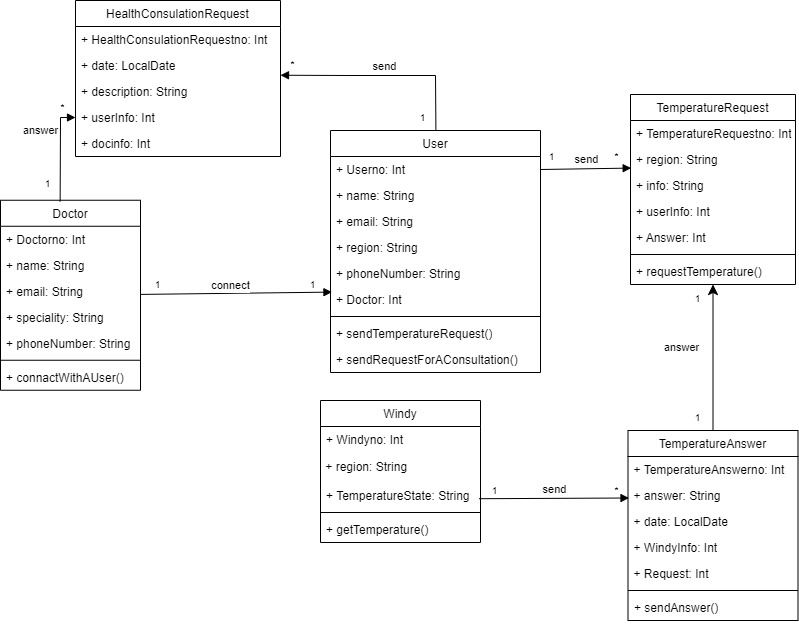 HealthConsulationRequest
+ HealthConsulationRequestno: Int
+ date: LocalDate
+ description: String
+ userInfo: Int
+ docinfo: Int
*
send
1
*
answer
1
User
+ Userno: Int
+ name: String
+ email: String
+ region: String
+ phoneNumber: String
+ Doctor: Int
+ sendTemperatureRequest()
+ sendRequestForAConsultation()
1
send
*
TemperatureRequest
+ TemperatureRequestno: Int
+ region: String
+ info: String
+ userInfo: Int
+ Answer: Int
+ requestTemperature()
Doctor
+ Doctorno: Int
+ name: String
+ email: String
+ speciality: String
+ phoneNumber: String
+ connactWithAUser()
1
connect
1
1
answer
1
Windy
+ Windyno: Int
+ region: String
+ TemperatureState: String
+ getTemperature()
1
send
*
TemperatureAnswer
+ TemperatureAnswerno: Int
+ answer: String
+ date: LocalDate
+ WindyInfo: Int
+ Request: Int
+ sendAnswer()